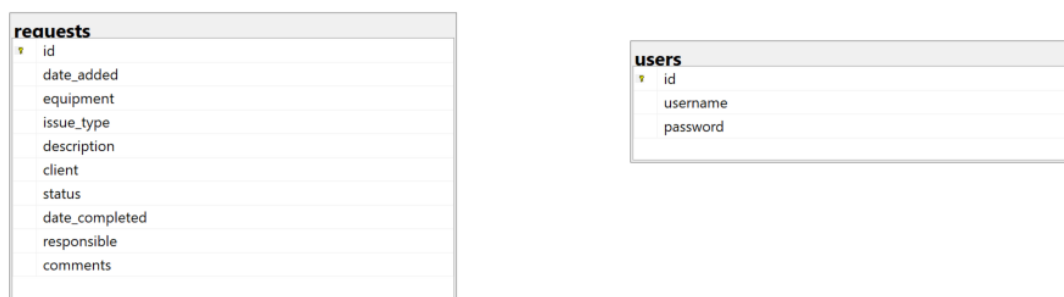 requests
id
date_added
equipment
issue_type
description
client
status
date_completed
responsible
comments
users
id
username
password